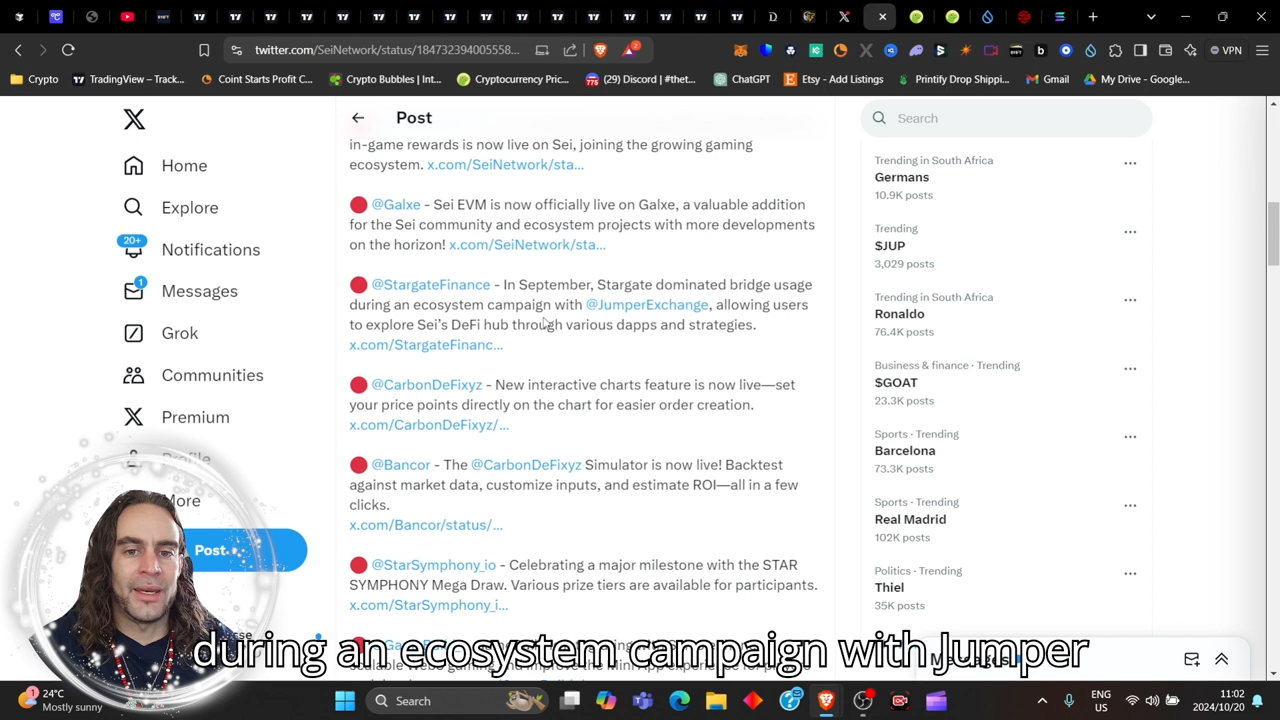 twitter.com/SeiNetwork/status/184732394005558...
2
VPN
Crypto
TradingView – Track...
Coint Starts Profit C...
Crypto Bubbles | Int...
Cryptocurrency Pric...
(29) Discord | #thet...
ChatGPT
Etsy - Add Listings
Printify Drop Shippi...
Gmail
My Drive - Google...
Home
Explore
20+
Notifications
1
Messages
Grok
Communities
Premium
Profile
More
Post
Post
in-game rewards is now live on Sei, joining the growing gaming
ecosystem. x.com/SeiNetwork/sta...
@Galxe - Sei EVM is now officially live on Galxe, a valuable addition
for the Sei community and ecosystem projects with more developments
on the horizon! x.com/SeiNetwork/sta...
@StargateFinance - In September, Stargate dominated bridge usage
during an ecosystem campaign with @JumperExchange, allowing users
to explore Sei’s DeFi hub through various dapps and strategies.
x.com/StargateFinanc...
@CarbonDeFixyz - New interactive charts feature is now live—set
your price points directly on the chart for easier order creation.
x.com/CarbonDeFixyz/...
@Bancor - The @CarbonDeFixyz Simulator is now live! Backtest
against market data, customize inputs, and estimate ROI—all in a few
clicks.
x.com/Bancor/status/...
@StarSymphony_io - Celebrating a major milestone with the STAR
SYMPHONY Mega Draw. Various prize tiers are available for participants.
x.com/StarSymphony_i...
Search
Trending in South Africa
Germans
10.9K posts
Trending
$JUP
3,029 posts
Trending in South Africa
Ronaldo
76.4K posts
Business & finance · Trending
$GOAT
23.3K posts
Sports · Trending
Barcelona
73.3K posts
Sports · Trending
Real Madrid
102K posts
Politics · Trending
Thiel
35K posts
Messages
during an ecosystem campaign with Jumper
1
24°C
Mostly sunny
Search
ENG
US
11:02
2024/10/20